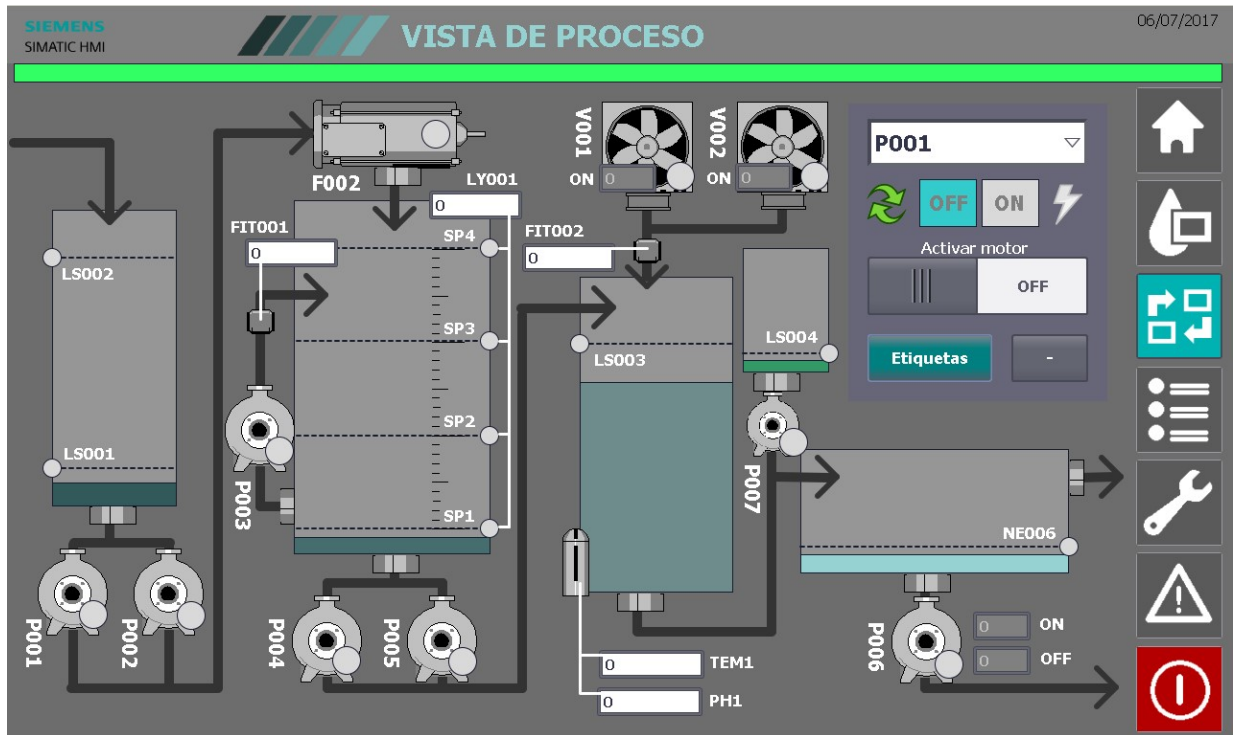 SIEMENS
SIMATIC HMI
VISTA DE PROCESO
06/07/2017
F002
LY001
0
FIT001
0
SP4
SP3
SP2
SP1
LS002
LS001
P001
P002
P003
P004
P005
V001
ON 0
V002
ON 0
FIT002
0
LS003
LS004
P007
NE006
P006
0 ON
0 OFF
0 TEM1
0 PH1
P001
OFF ON
Activar motor
OFF
Etiquetas -